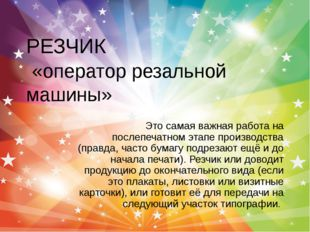 РЕЗЧИК
«оператор резальной
машины»
Это самая важная работа на
послепечатном этапе производства
(правда, часто бумагу подрезают ещё и до
начала печати). Резчик или доводит
продукцию до окончательного вида (если
это плакаты, листовки или визитные
карточки), или готовит её для передачи на
следующий участок типографии.